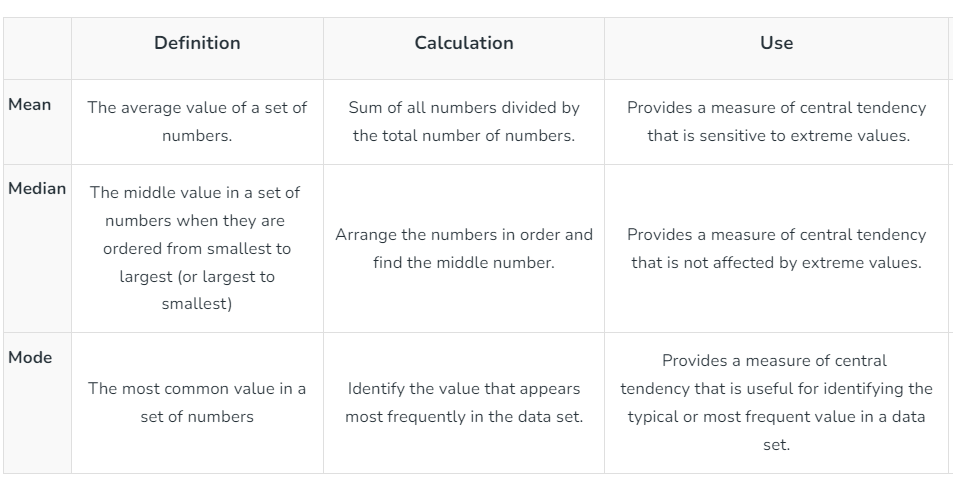 Definition
Calculation
Use
Mean
The average value of a set of
numbers.
Sum of all numbers divided by
the total number of numbers.
Provides a measure of central tendency
that is sensitive to extreme values.
Median
The middle value in a set of
numbers when they are
ordered from smallest to
largest (or largest to
smallest)
Arrange the numbers in order and
find the middle number.
Provides a measure of central tendency
that is not affected by extreme values.
Mode
The most common value in a
set of numbers
Identify the value that appears
most frequently in the data set.
Provides a measure of central
tendency that is useful for identifying the
typical or most frequent value in a data
set.